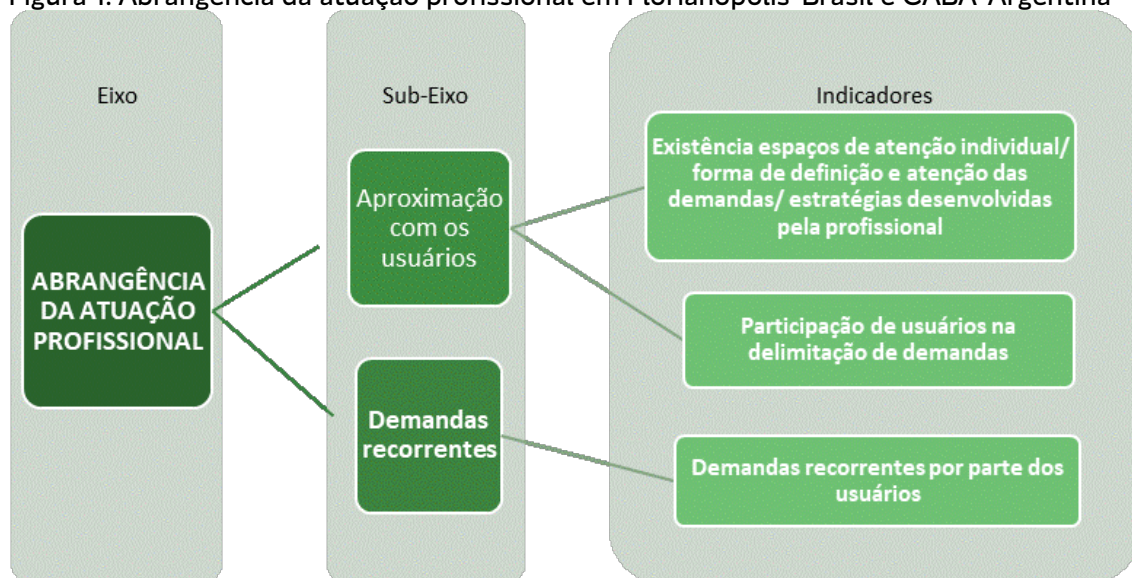 Figura 1. Abrangência da atuação profissional em Florianópolis-Brasil e CABA-Argentina
Eixo
Sub-Eixo
Indicadores
ABRANGÊNCIA
DA ATUAÇÃO
PROFISSIONAL
Aproximação
com os
usuários
Demandas
recorrentes
Existência espaços de atenção individual/
forma de definição e atenção das
demandas/ estratégias desenvolvidas
pela profissional
Participação de usuários na
delimitação de demandas
Demandas recorrentes por parte dos
usuários